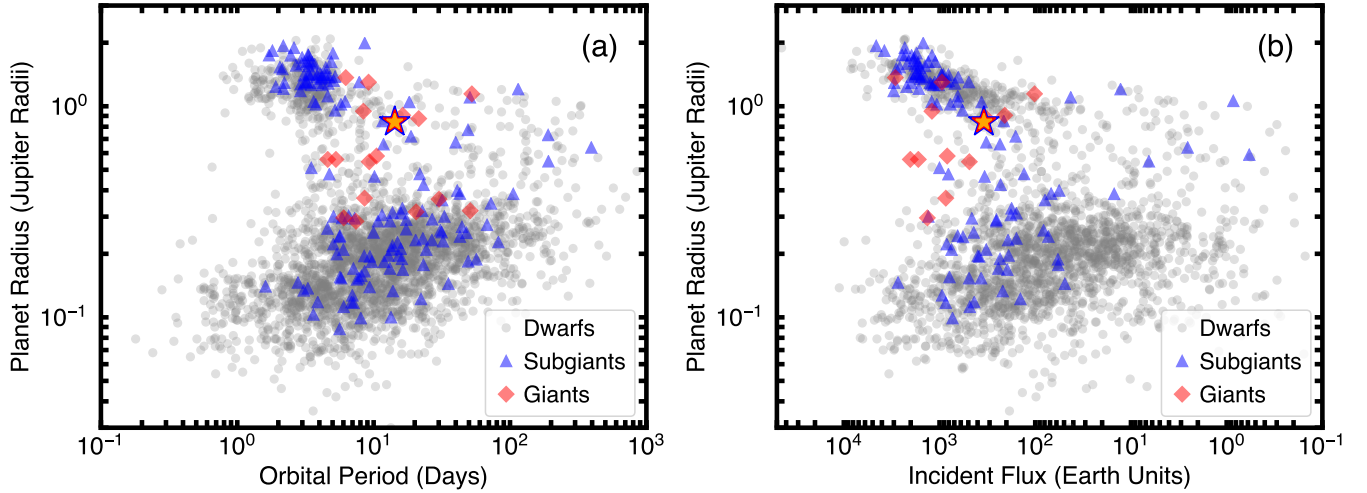 (a)
Planet Radius (Jupiter Radii)
10⁰
10⁻¹
Dwarfs
Subgiants
Giants
10⁻¹ 10⁰ 10¹ 10² 10³
Orbital Period (Days)
(b)
Planet Radius (Jupiter Radii)
10⁰
10⁻¹
Dwarfs
Subgiants
Giants
10⁴ 10³ 10² 10¹ 10⁰ 10⁻¹
Incident Flux (Earth Units)